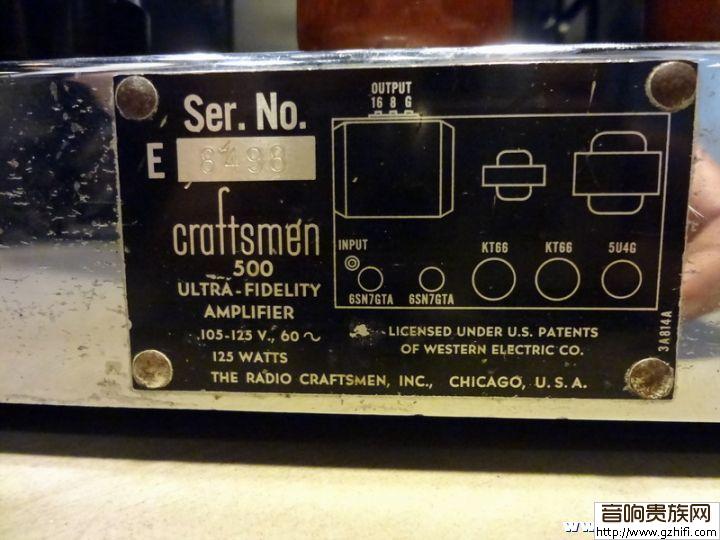 Ser. No.
E 6498
craftsmen
500
ULTRA-FIDELITY
AMPLIFIER
105-125 V., 60 ~
125 WATTS
THE RADIO CRAFTSMEN, INC., CHICAGO, U.S.A.
OUTPUT
16 8 G
INPUT
6SN7GTA
6SN7GTA
KT66
KT66
5U4G
LICENSED UNDER U.S. PATENTS
OF WESTERN ELECTRIC CO.
3A814A
音响贵族网
http://www.gzhifi.com